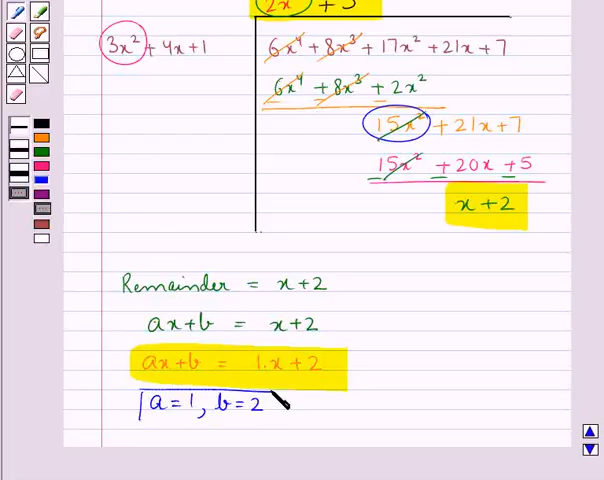 2x² + 5
3x² + 4x + 1 6x⁴ + 8x³ + 17x² + 21x + 7
6x⁴ + 8x³ + 2x²
15x² + 21x + 7
15x² + 20x + 5
x + 2
Remainder = x + 2
ax + b = x + 2
ax + b = 1.x + 2
a = 1, b = 2